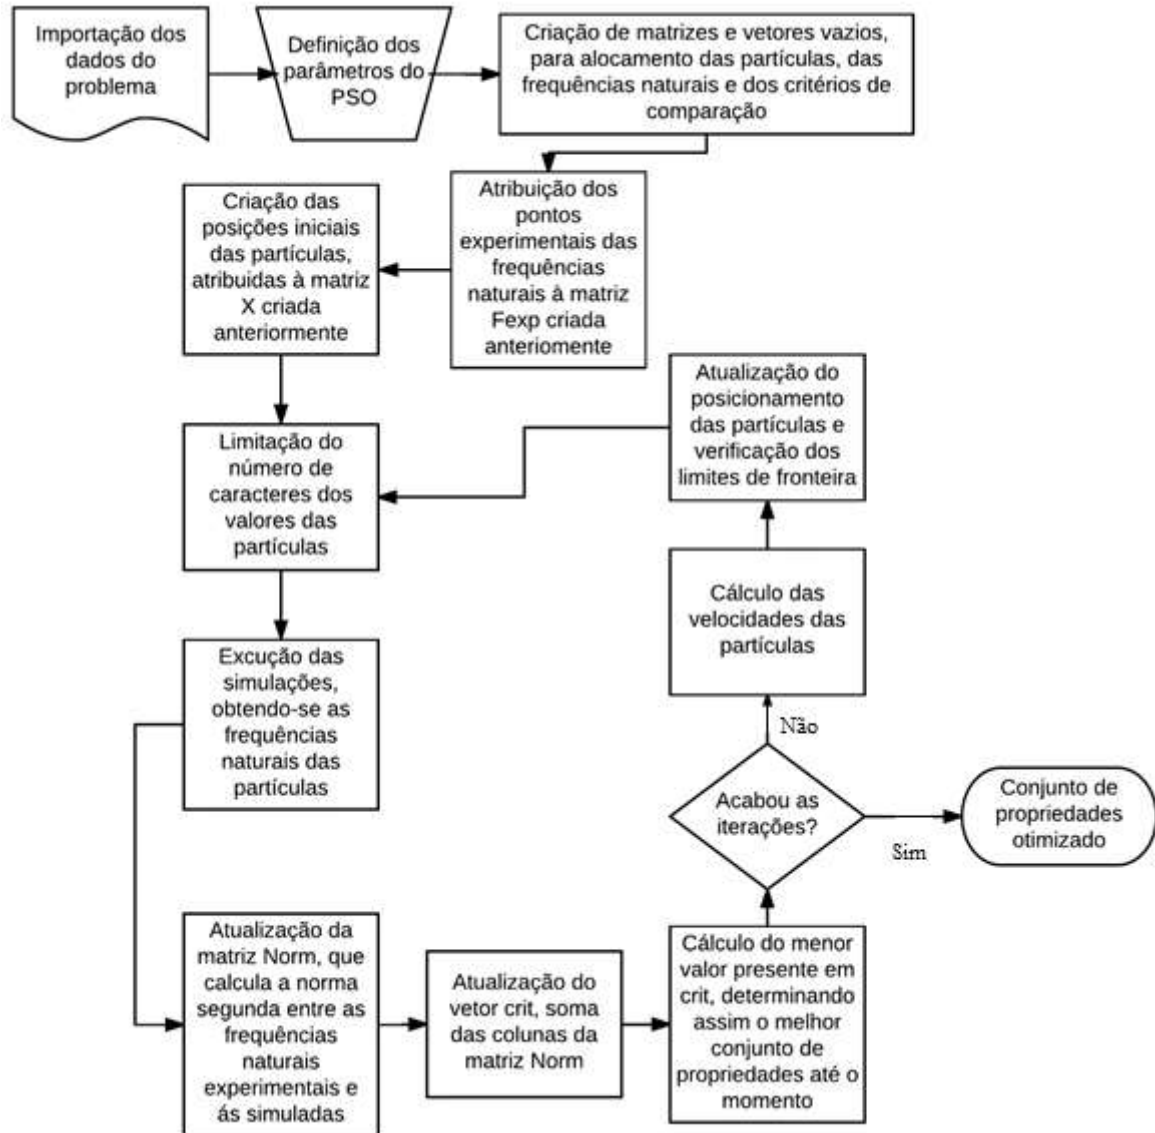 Importação dos
dados do
problema
Definição dos
parâmetros do
PSO
Criação de matrizes e vetores vazios,
para alocamento das partículas, das
frequências naturais e dos critérios de
comparação
Atribuição dos
pontos
experimentais das
frequências
naturais à matriz
Fexp criada
anteriomente
Criação das
posições iniciais
das partículas,
atribuidas à matriz
X criada
anteriormente
Limitação do
número de
caracteres dos
valores das
partículas
Excução das
simulações,
obtendo-se as
frequências
naturais das
partículas
Atualização da
matriz Norm, que
calcula a norma
segunda entre as
frequências
naturais
experimentais e
ás simuladas
Atualização do
vetor crit, soma
das colunas da
matriz Norm
Cálculo do menor
valor presente em
crit, determinando
assim o melhor
conjunto de
propriedades até o
momento
Acabou as
iterações?
Não
Sim
Cálculo das
velocidades das
partículas
Atualização do
posicionamento
das partículas e
verificação dos
limites de fronteira
Conjunto de
propriedades
otimizado